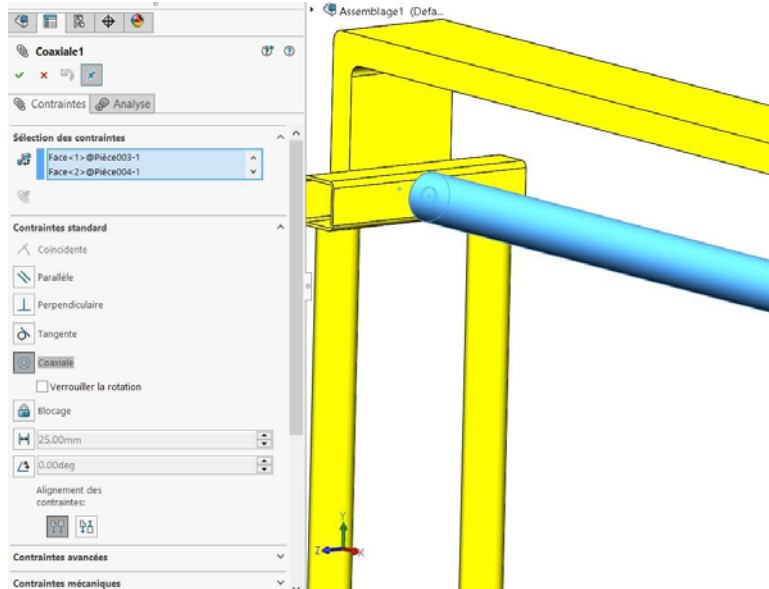 Assemblage1 (Defa...
Coaxiale1
Contraintes
Analyse
Sélection des contraintes
Face<1>@Pièce003-1
Face<2>@Pièce004-1
Contraintes standard
Coïncidente
Parallèle
Perpendiculaire
Tangente
Coaxiale
Verrouiller la rotation
Blocage
25.00mm
0.00deg
Alignement des
contraintes:
Contraintes avancées
Contraintes mécaniques
Y
Z
X